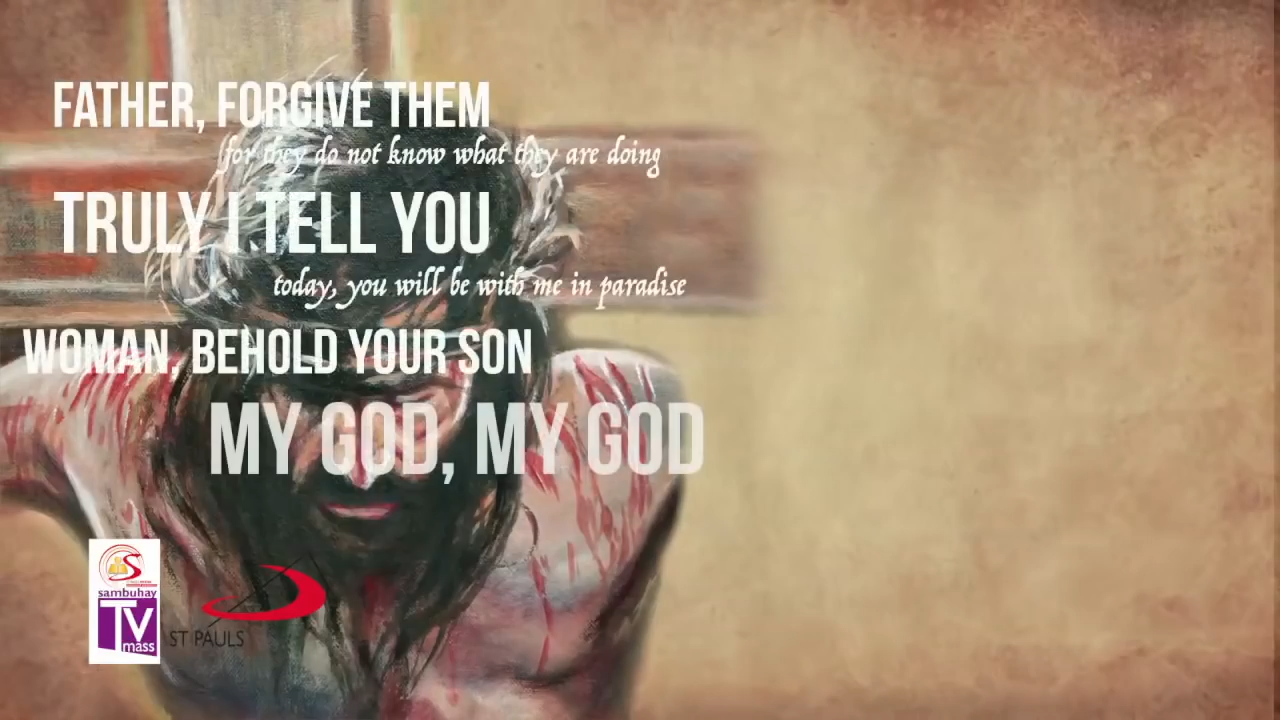 FATHER, FORGIVE THEM
for they do not know what they are doing
TRULY I TELL YOU
today, you will be with me in paradise
WOMAN, BEHOLD YOUR SON
MY GOD, MY GOD
sambuhay
TV
mass
ST PAULS